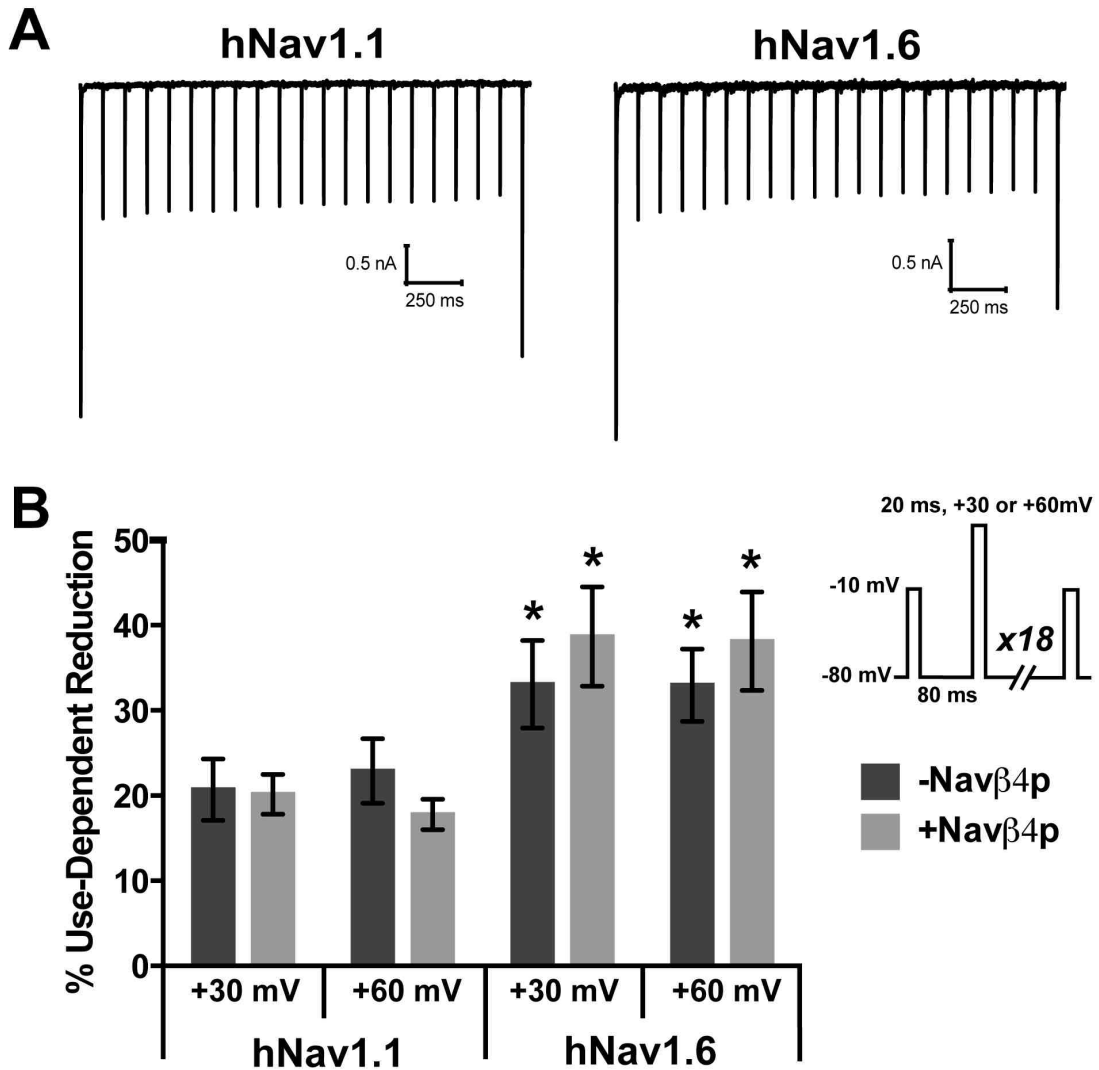 A
hNav1.1
hNav1.6
0.5 nA
250 ms
0.5 nA
250 ms
B
% Use-Dependent Reduction
50
40
30
20
10
0
* * * *
+30 mV
+60 mV
+30 mV
+60 mV
hNav1.1
hNav1.6
20 ms, +30 or +60mV
-10 mV
x18
-80 mV
80 ms
-Navβ4p
+Navβ4p